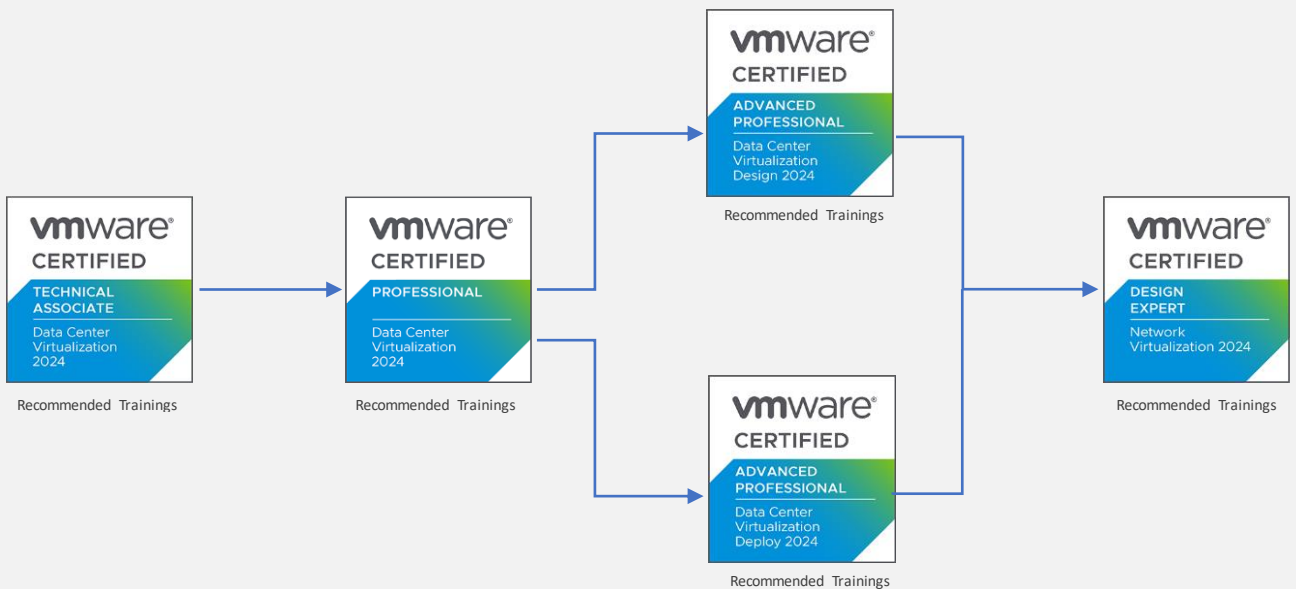 vmware®
CERTIFIED
TECHNICAL
ASSOCIATE
Data Center
Virtualization
2024
Recommended Trainings
vmware®
CERTIFIED
PROFESSIONAL
Data Center
Virtualization
2024
Recommended Trainings
vmware®
CERTIFIED
ADVANCED
PROFESSIONAL
Data Center
Virtualization
Design 2024
Recommended Trainings
vmware®
CERTIFIED
ADVANCED
PROFESSIONAL
Data Center
Virtualization
Deploy 2024
Recommended Trainings
vmware®
CERTIFIED
DESIGN
EXPERT
Network
Virtualization 2024
Recommended Trainings